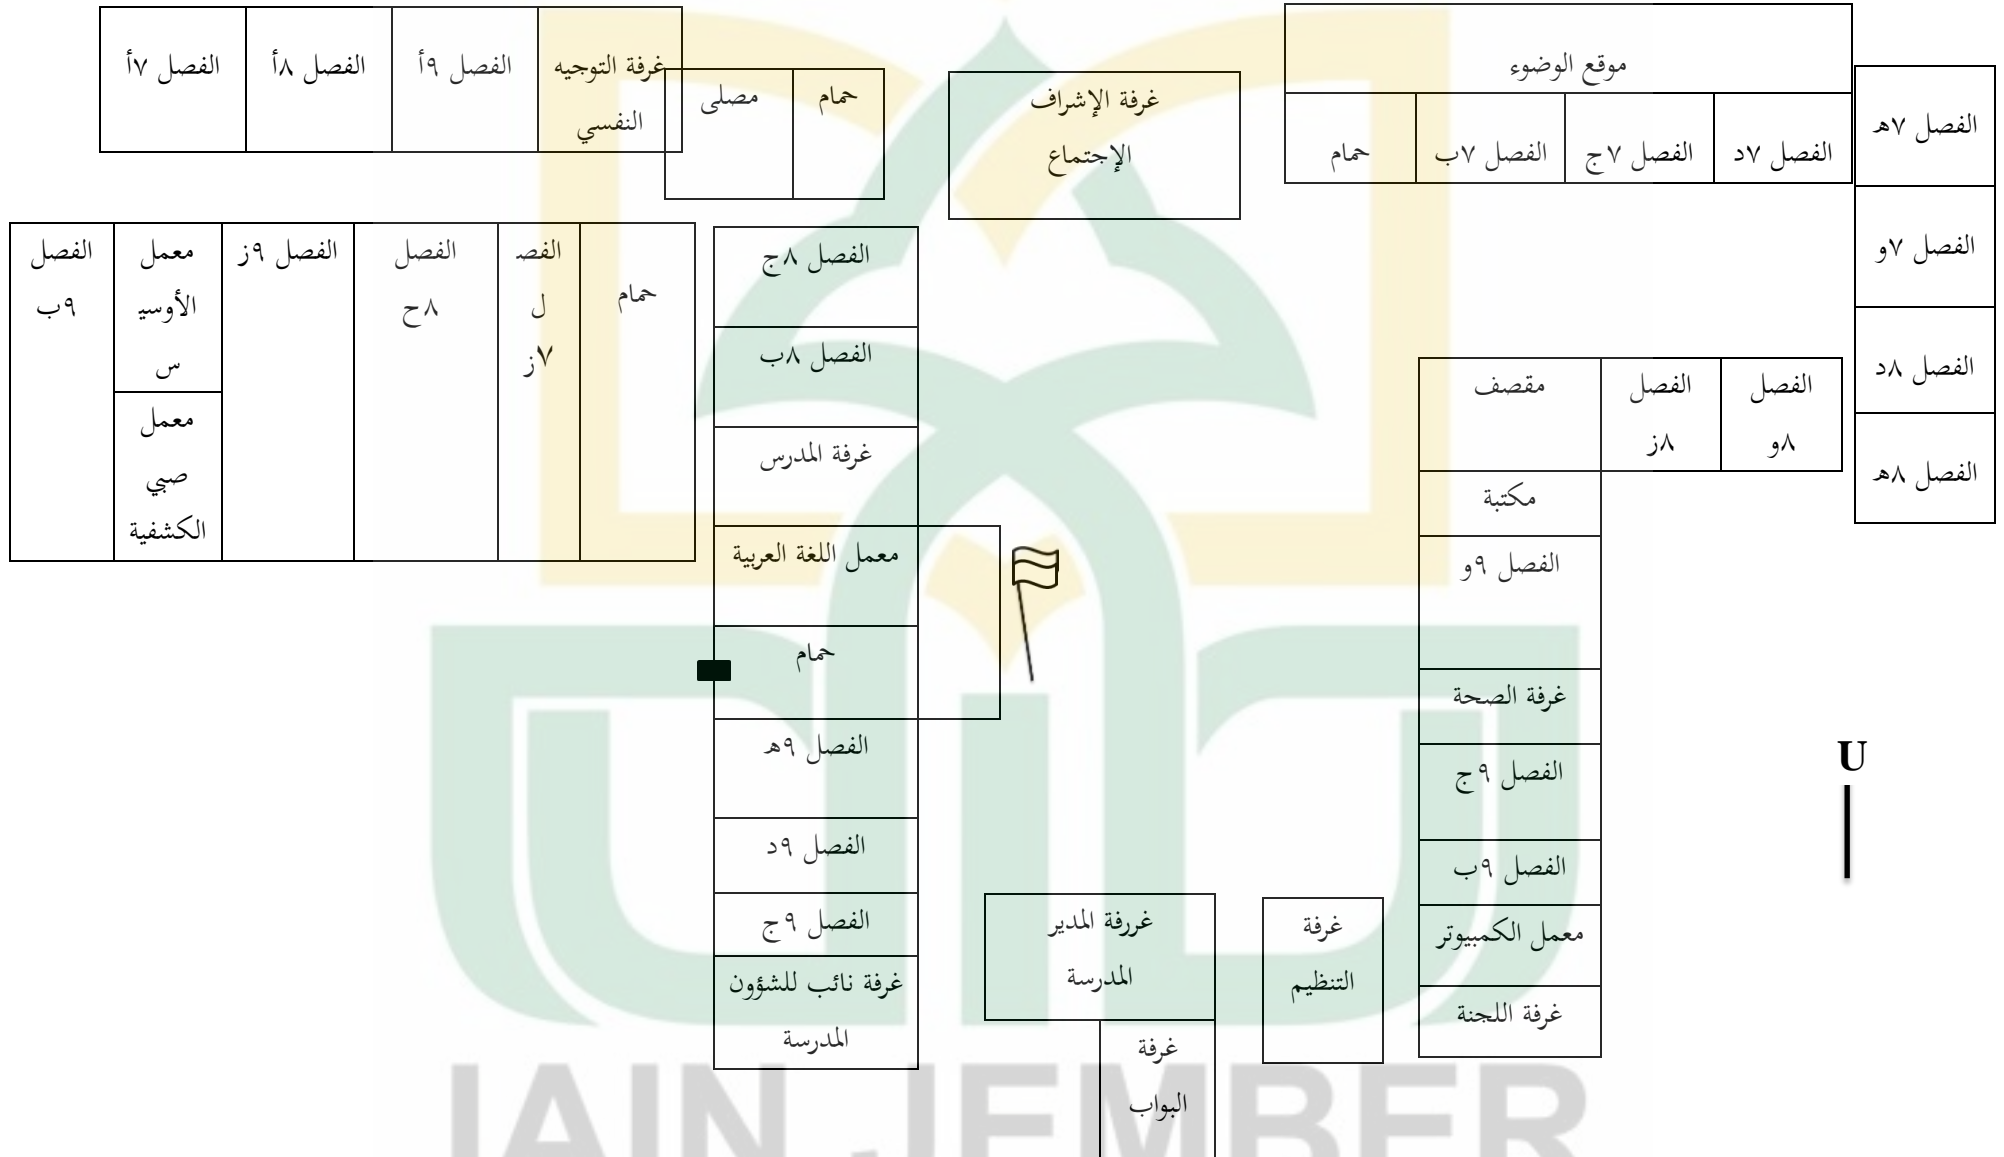 موقع الوضوء
الفصل ٧د
الفصل ٧ج
الفصل ٧ب
حمام
الفصل ٧ه
الفصل ٧و
الفصل ٨د
الفصل ٨ه
غرفة الإشراف
الإجتماع
حمام
مصلى
غرفة التوجيه
النفسي
الفصل ٩أ
الفصل ٨أ
الفصل ٧أ
حمام
الفص
ل
٧ز
الفصل
٨ح
الفصل ٩ز
معمل
الأوسي
س
معمل
صبي
الكشفية
الفصل
٩ب
الفصل ٨ج
الفصل ٨ب
غرفة المدرس
معمل اللغة العربية
حمام
الفصل ٩ه
الفصل ٩د
الفصل ٩ج
غرفة نائب للشؤون
المدرسة
الفصل
٨و
الفصل
٨ز
مقصف
مكتبة
الفصل ٩و
غرفة الصحة
الفصل ٩ج
الفصل ٩ب
معمل الكمبيوتر
غرفة اللجنة
U
غرفة
التنظيم
غررفة المدير
المدرسة
غرفة
البواب
IAIN JEMBER